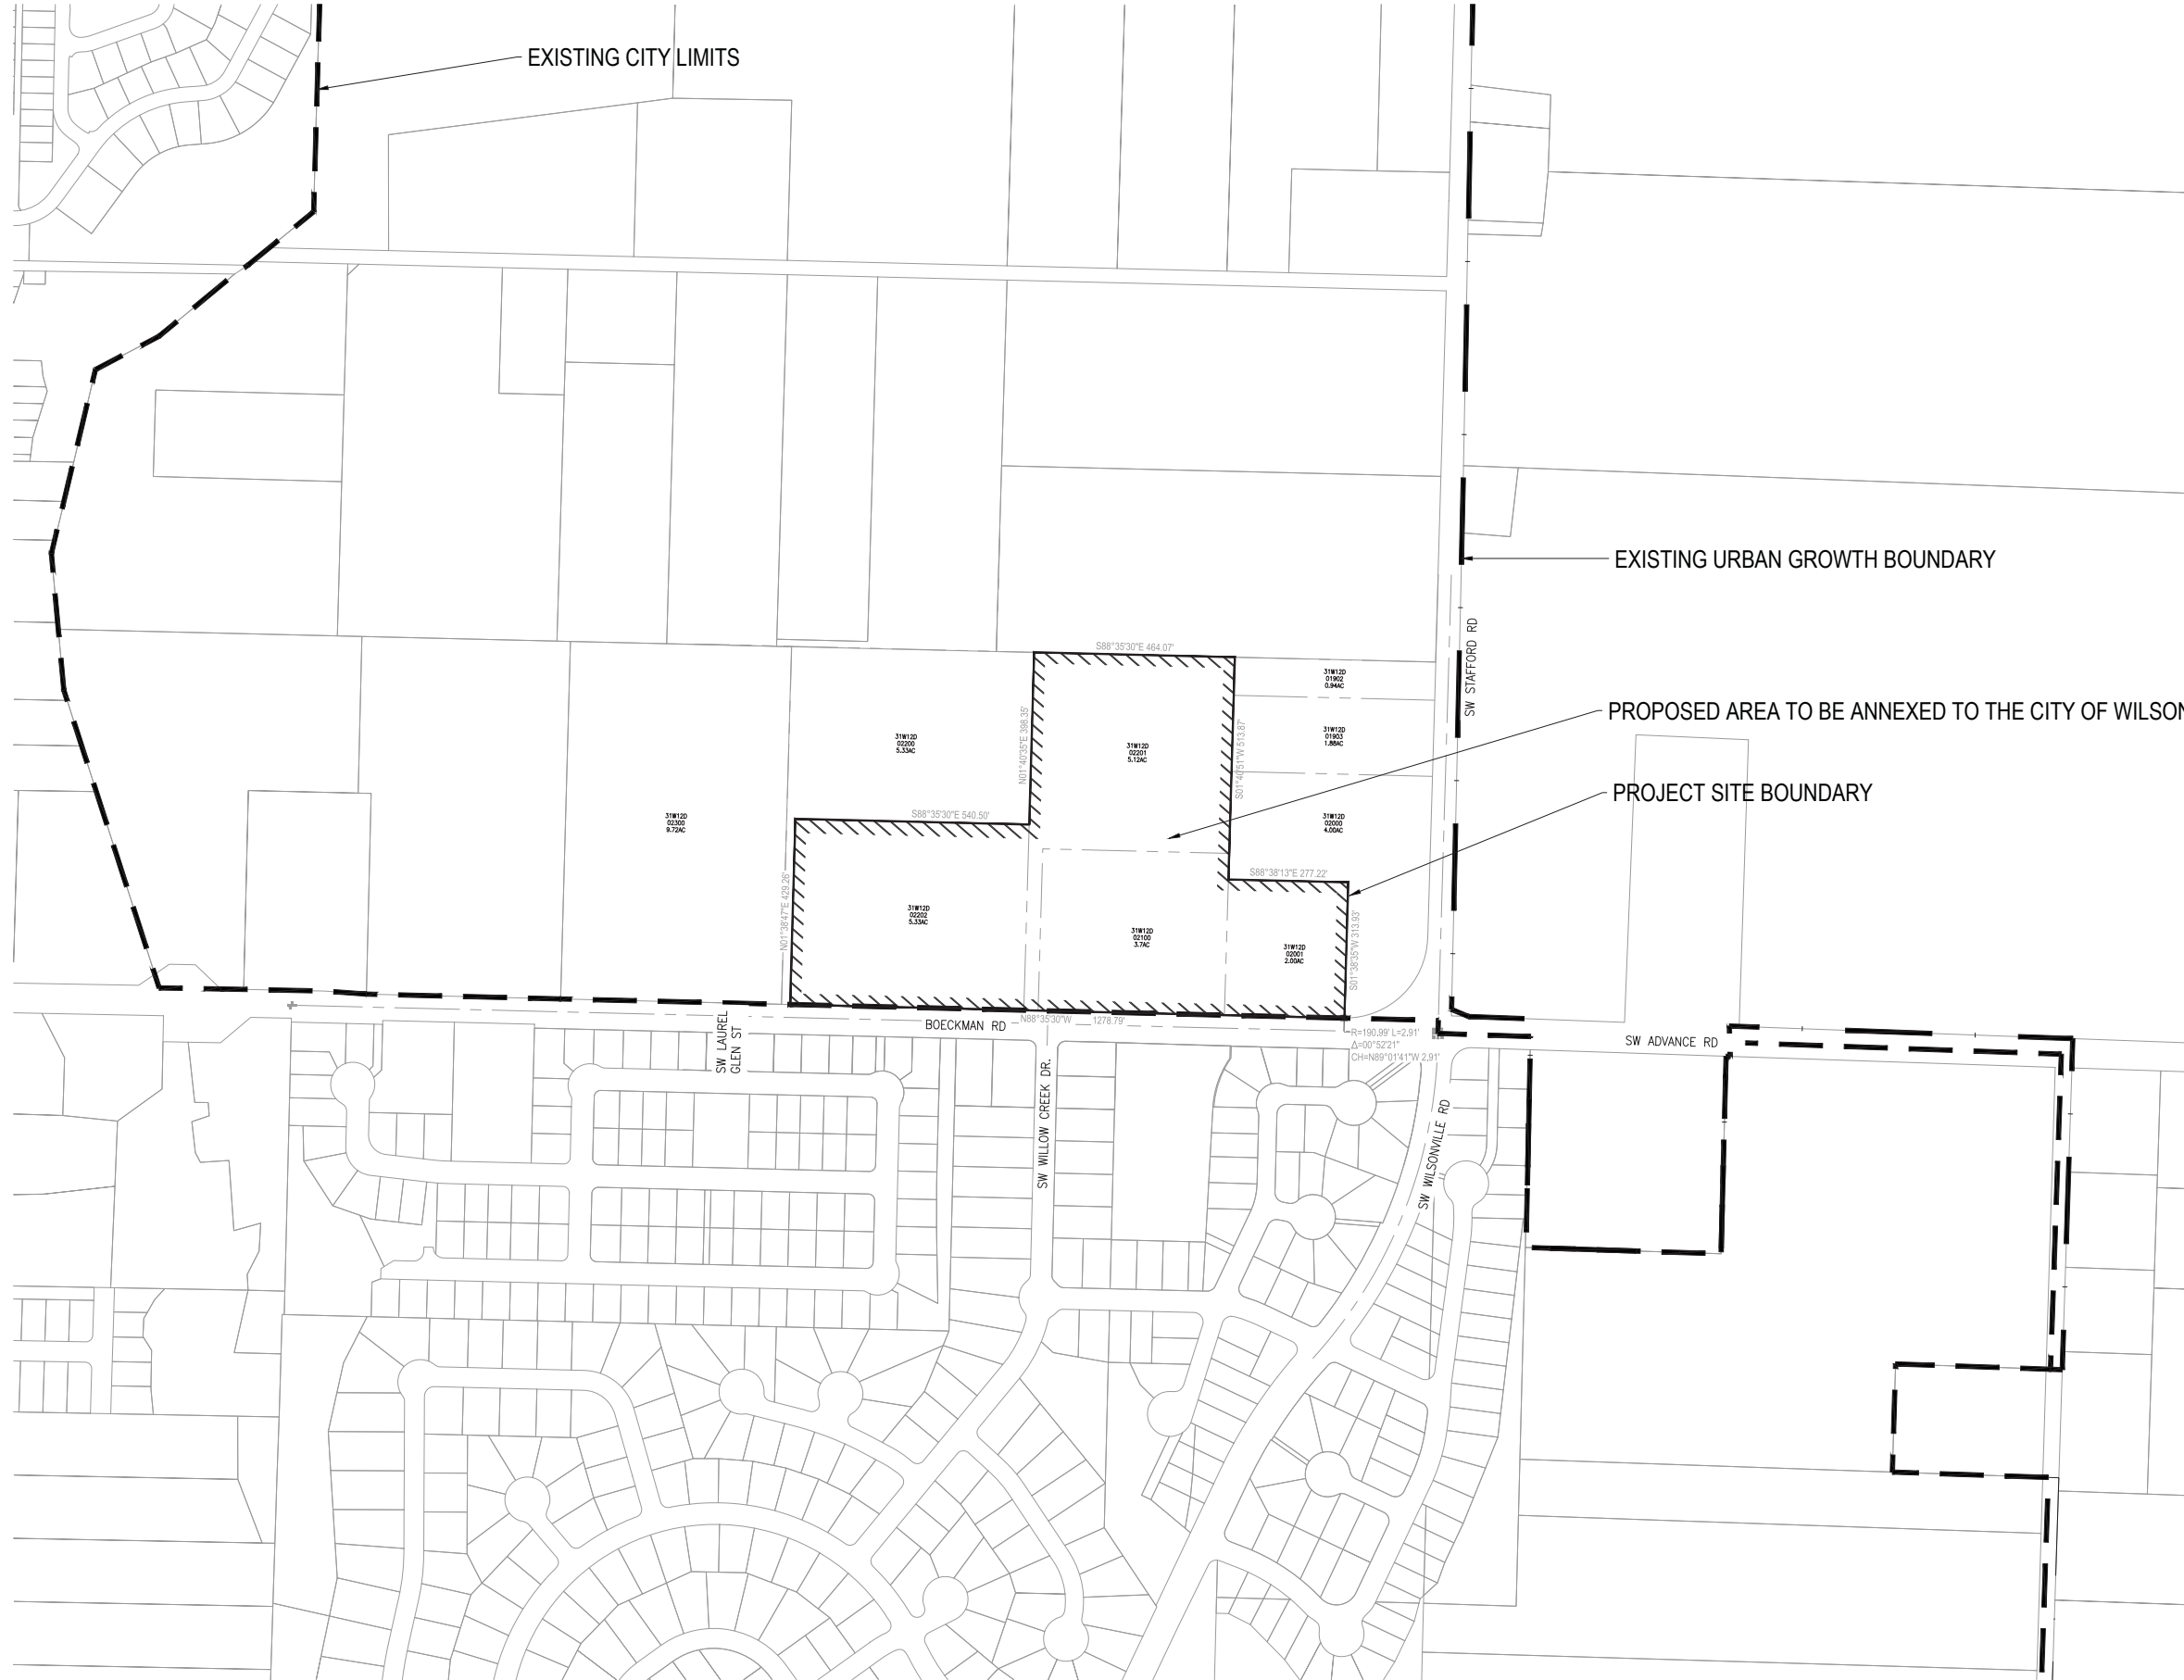 EXISTING CITY LIMITS
EXISTING URBAN GROWTH BOUNDARY
SW STAFFORD RD
S88°35'30"E 464.07'
31W12D
01902
0.94AC
PROPOSED AREA TO BE ANNEXED TO THE CITY OF WILSON
N01°40'35"E 398.35'
S01°40'51"W 513.87'
31W12D
02200
5.33AC
31W12D
02201
5.12AC
31W12D
01903
1.88AC
PROJECT SITE BOUNDARY
31W12D
02300
9.72AC
S88°35'30"E 540.50'
31W12D
02000
4.00AC
S88°38'13"E 277.22'
N01°38'47"E 429.26'
31W12D
02202
5.33AC
31W12D
02100
3.7AC
31W12D
02001
2.00AC
S01°38'35"W 313.93'
SW LAUREL
GLEN ST
BOECKMAN RD
N88°35'30"W 1278.79'
R=190.99' L=2.91'
Δ=00°52'21"
CH=N89°01'41"W 2.91'
SW ADVANCE RD
SW WILLOW CREEK DR.
SW WILSONVILLE RD